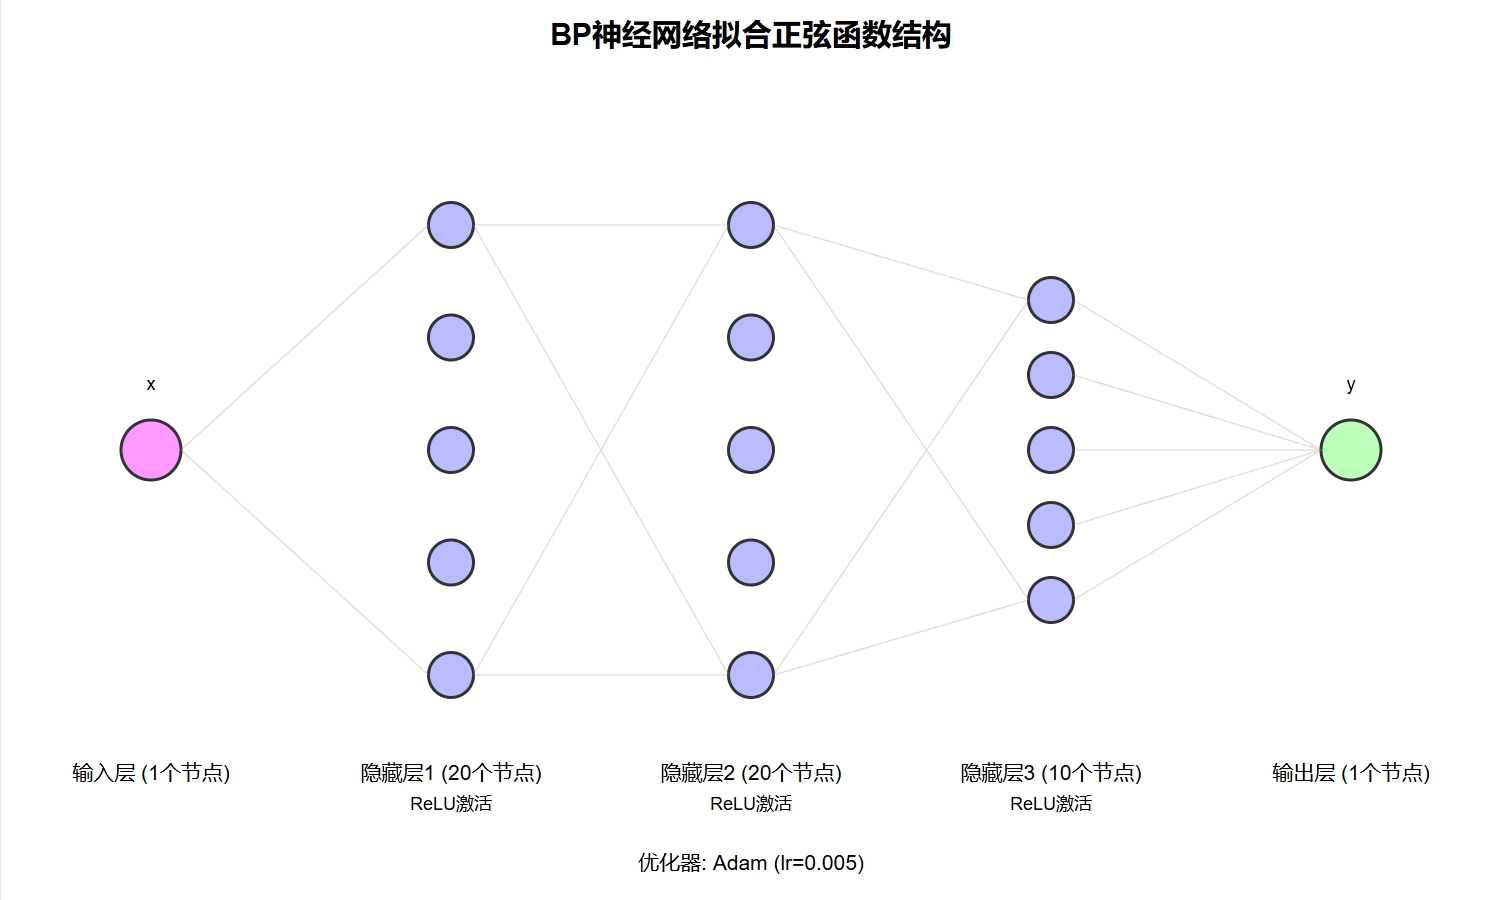 BP神经网络拟合正弦函数结构
x
y
输入层 (1个节点)
隐藏层1 (20个节点)
ReLU激活
隐藏层2 (20个节点)
ReLU激活
隐藏层3 (10个节点)
ReLU激活
输出层 (1个节点)
优化器: Adam (lr=0.005)